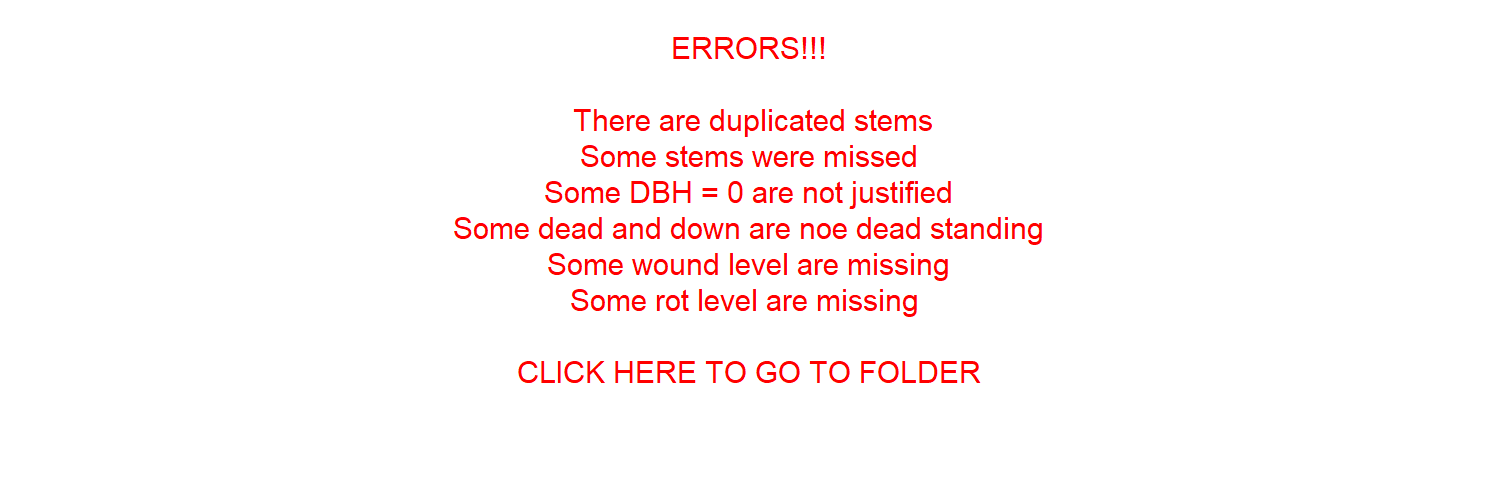 ERRORS!!!
There are duplicated stems
Some stems were missed
Some DBH = 0 are not justified
Some dead and down are noe dead standing
Some wound level are missing
Some rot level are missing
CLICK HERE TO GO TO FOLDER